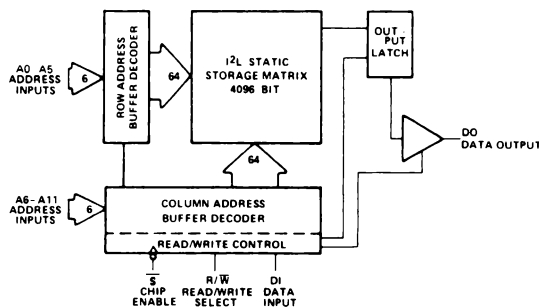 A0 A5
ADDRESS
INPUTS
6
ROW ADDRESS
BUFFER DECODER
64
I²L STATIC
STORAGE MATRIX
4096 BIT
OUT
PUT
LATCH
DO
DATA OUTPUT
64
A6-A11
ADDRESS
INPUTS
6
COLUMN ADDRESS
BUFFER DECODER
READ/WRITE CONTROL
S̅
CHIP
ENABLE
R/W̅
READ/WRITE
SELECT
DI
DATA
INPUT